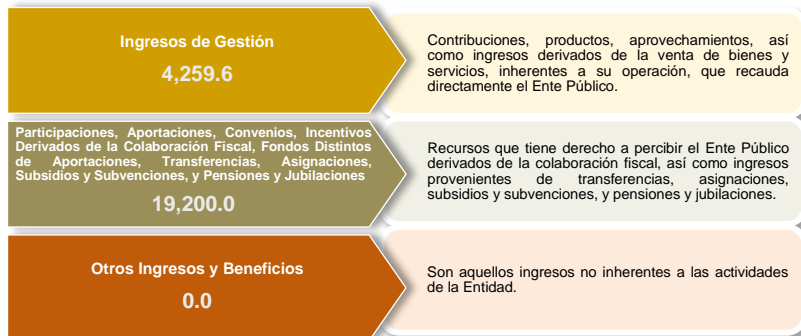 Ingresos de Gestión
4,259.6
Contribuciones, productos, aprovechamientos, así
como ingresos derivados de la venta de bienes y
servicios, inherentes a su operación, que recauda
directamente el Ente Público.
Participaciones, Aportaciones, Convenios, Incentivos
Derivados de la Colaboración Fiscal, Fondos Distintos
de Aportaciones, Transferencias, Asignaciones,
Subsidios y Subvenciones, y Pensiones y Jubilaciones
19,200.0
Recursos que tiene derecho a percibir el Ente Público
derivados de la colaboración fiscal, así como ingresos
provenientes de transferencias, asignaciones,
subsidios y subvenciones, y pensiones y jubilaciones.
Otros Ingresos y Beneficios
0.0
Son aquellos ingresos no inherentes a las actividades
de la Entidad.